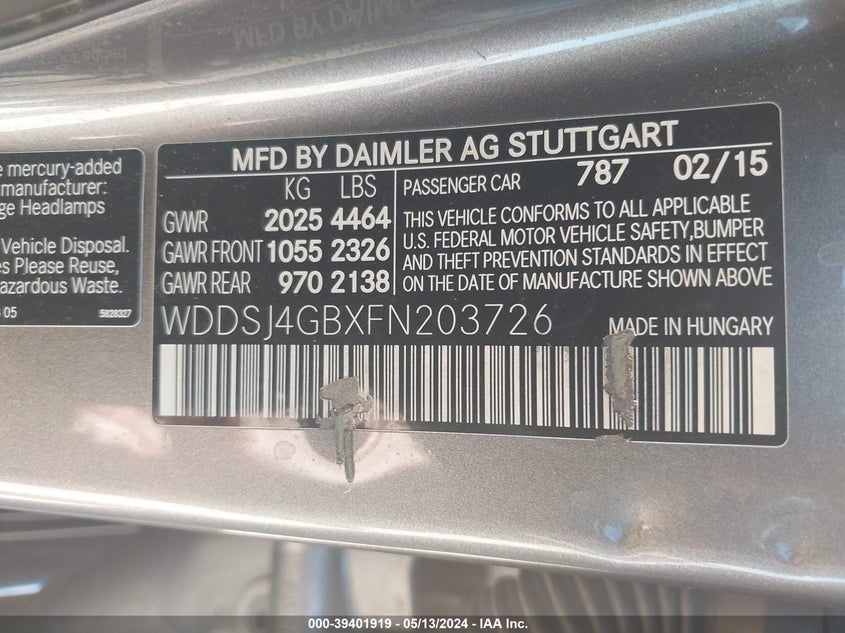 MFD BY DAIMLER AG STUTTGART
KG LBS
GVWR 2025 4464
GAWR FRONT 1055 2326
GAWR REAR 970 2138
PASSENGER CAR 787 02/15
THIS VEHICLE CONFORMS TO ALL APPLICABLE
U.S. FEDERAL MOTOR VEHICLE SAFETY,BUMPER
AND THEFT PREVENTION STANDARDS IN EFFECT
ON THE DATE OF MANUFACTURE SHOWN ABOVE
WDDSJ4GBXFN203726 MADE IN HUNGARY
mercury-added
manufacturer:
Headlamps
Vehicle Disposal.
Please Reuse,
Waste.
05 5828327
000-39401919 - 05/13/2024 - IAA Inc.